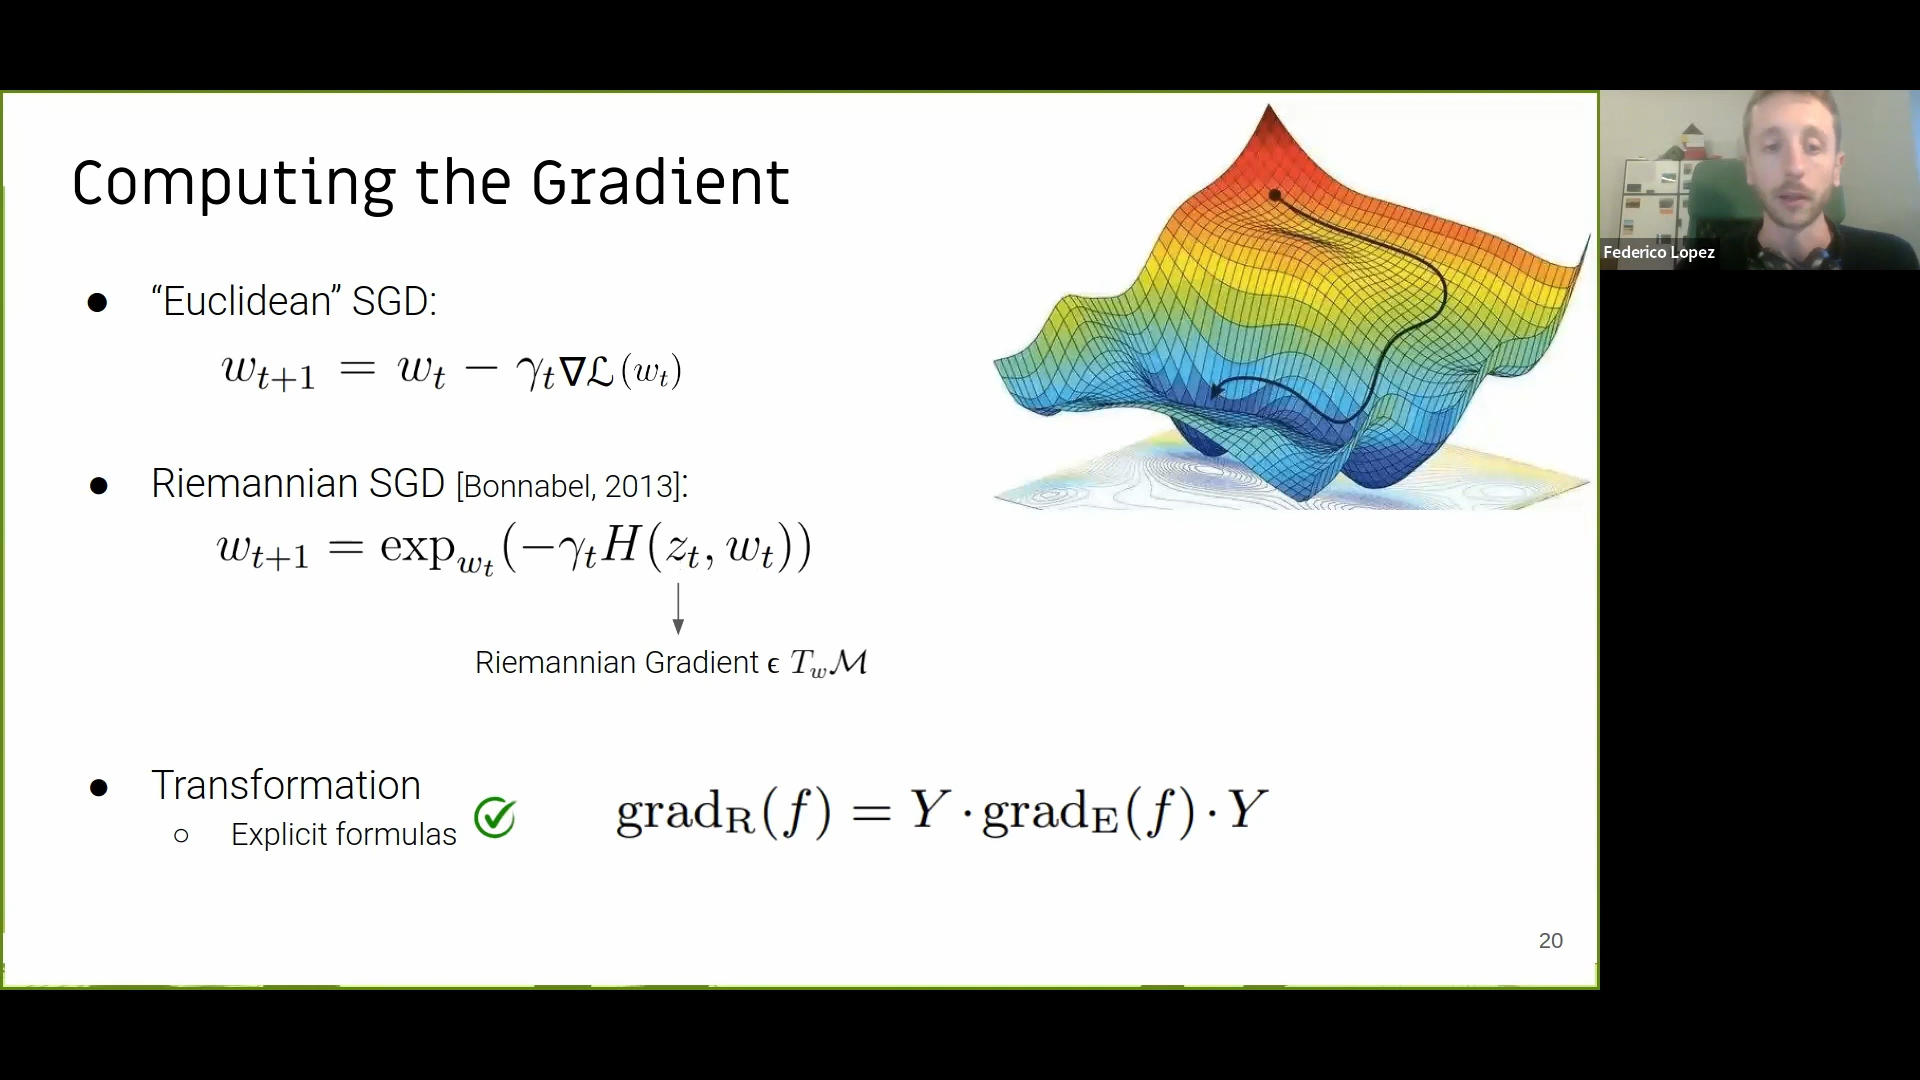 Computing the Gradient
● “Euclidean” SGD:
w_{t+1} = w_t − γ_t∇ℒ(w_t)
● Riemannian SGD [Bonnabel, 2013]:
w_{t+1} = exp_{w_t}(−γ_t H(z_t, w_t))
Riemannian Gradient ϵ T_wℳ
● Transformation
○ Explicit formulas
grad_R(f) = Y · grad_E(f) · Y
20
Federico Lopez